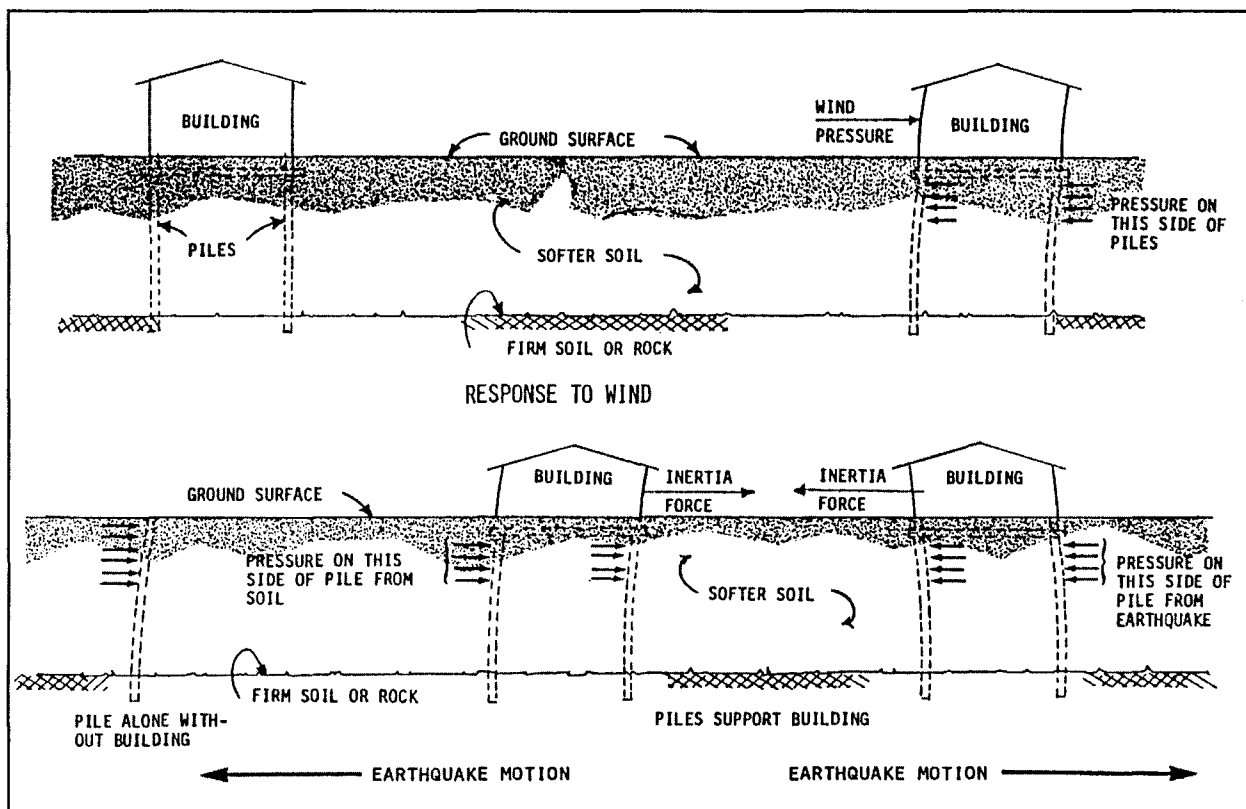 BUILDING
GROUND SURFACE
WIND
PRESSURE
BUILDING
PILES
SOFTER SOIL
PRESSURE ON
THIS SIDE OF
PILES
FIRM SOIL OR ROCK
RESPONSE TO WIND
GROUND SURFACE
BUILDING
INERTIA
FORCE
INERTIA
FORCE
BUILDING
PRESSURE ON THIS
SIDE OF PILE FROM
SOIL
SOFTER SOIL
PRESSURE ON
THIS SIDE OF
PILE FROM
EARTHQUAKE
FIRM SOIL OR ROCK
PILE ALONE WITH-
OUT BUILDING
PILES SUPPORT BUILDING
EARTHQUAKE MOTION
EARTHQUAKE MOTION